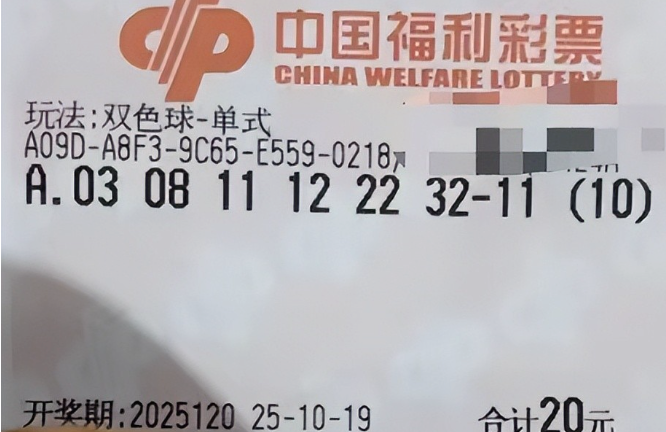 中国福利彩票
CHINA WELFARE LOTTERY
玩法:双色球-单式
A09D-A8F3-9C65-E559-0218
A.03 08 11 12 22 32-11 (10)
开奖期:2025120 25-10-19
合计20元